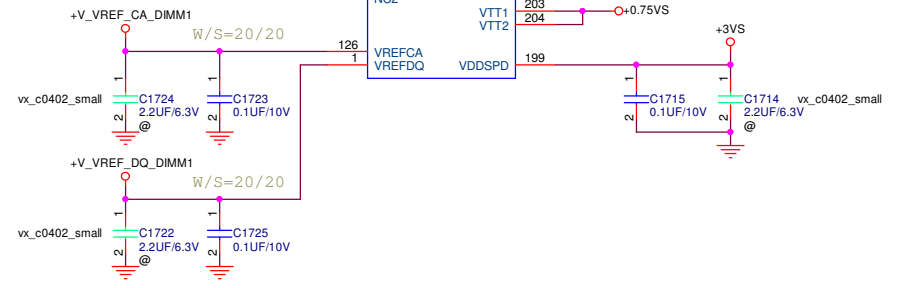 NC2
+V_VREF_CA_DIMM1
W/S=20/20
VTT1
VTT2
203
204
+0.75VS
+3VS
126
1
VREFCA
VREFDQ
VDDSPD
199
1
2
C1724
2.2UF/6.3V
@
vx_c0402_small
1
2
C1723
0.1UF/10V
1
2
C1715
0.1UF/10V
1
2
C1714
2.2UF/6.3V
@
vx_c0402_small
+V_VREF_DQ_DIMM1
W/S=20/20
1
2
C1722
2.2UF/6.3V
@
vx_c0402_small
1
2
C1725
0.1UF/10V